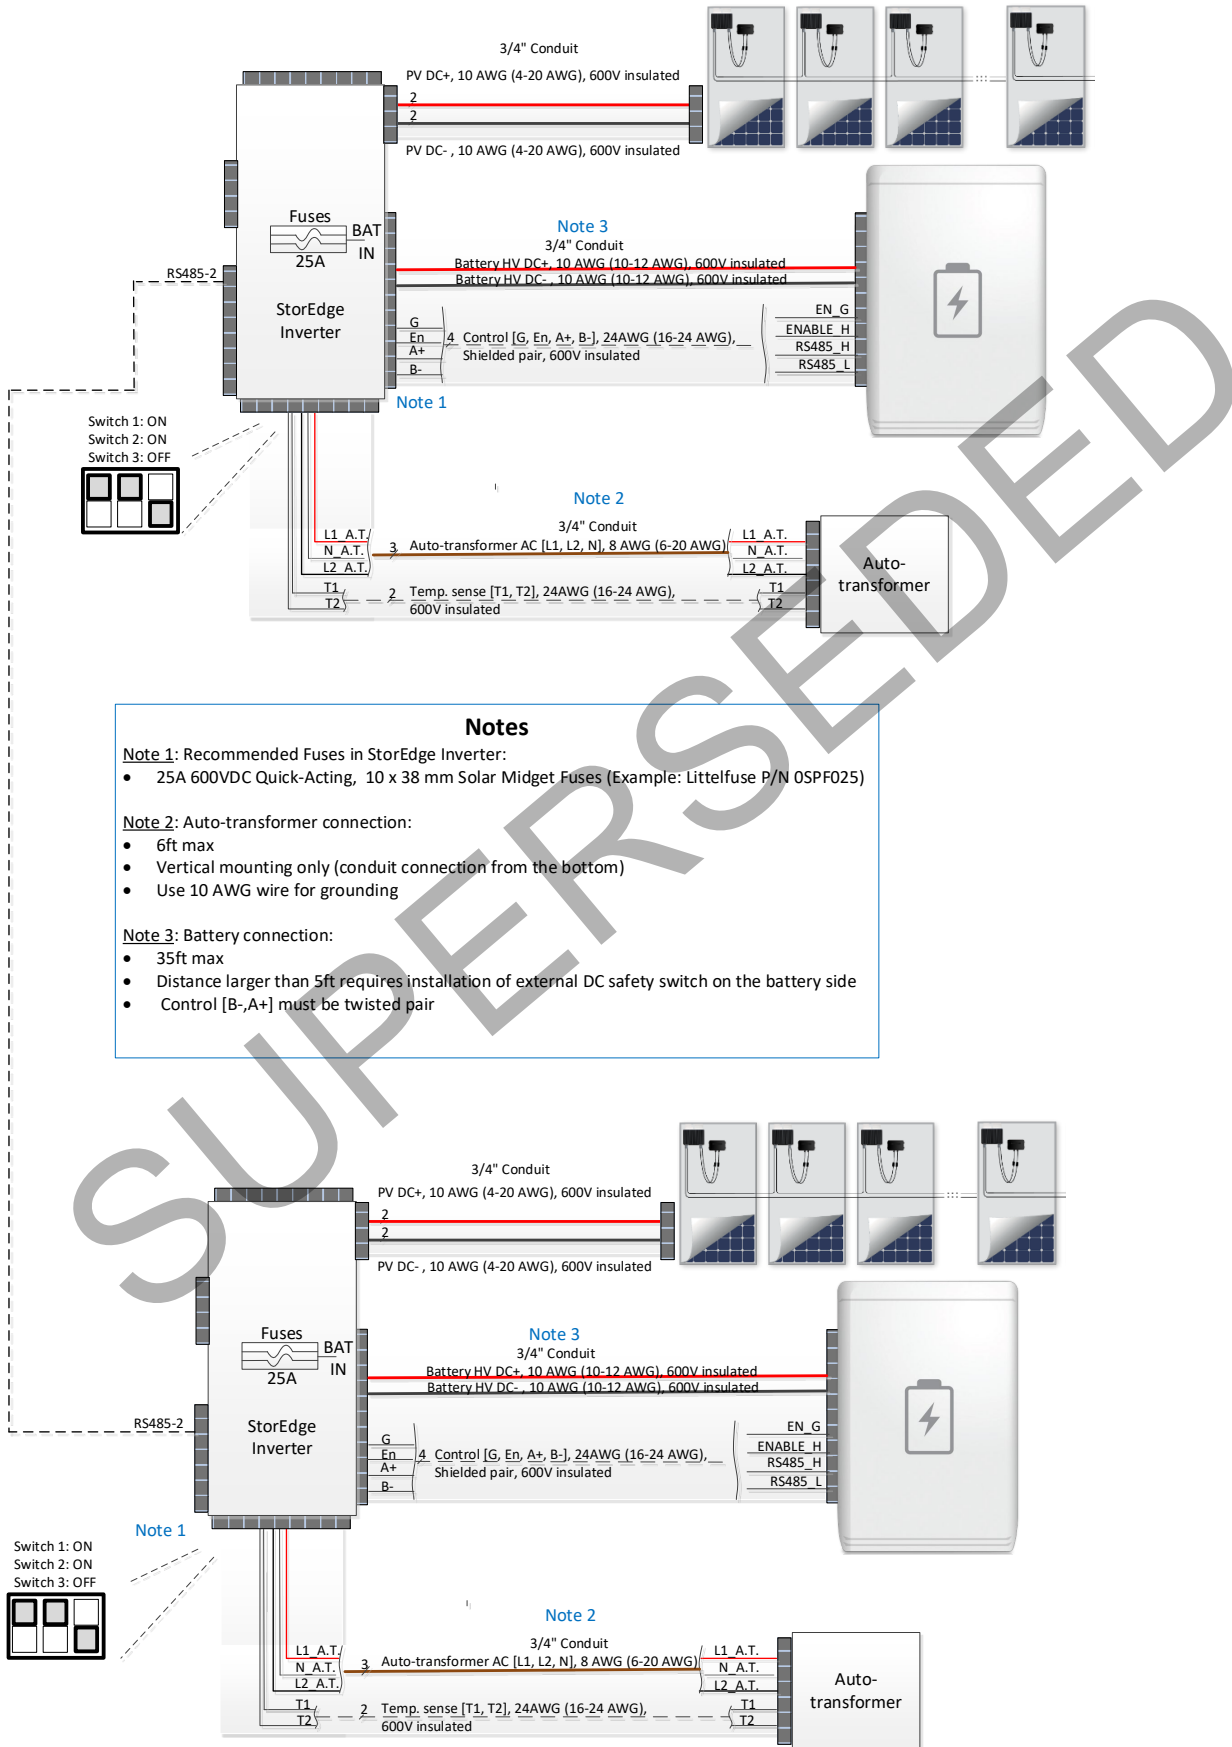 3/4" Conduit
PV DC+, 10 AWG (4-20 AWG), 600V insulated
2
2
PV DC- , 10 AWG (4-20 AWG), 600V insulated
Fuses
BAT
IN
25A
Note 3
3/4" Conduit
Battery HV DC+, 10 AWG (10-12 AWG), 600V insulated
Battery HV DC- , 10 AWG (10-12 AWG), 600V insulated
RS485-2
StorEdge
Inverter
G
En
A+
B-
4 Control [G, En, A+, B-], 24AWG (16-24 AWG),
Shielded pair, 600V insulated
EN_G
ENABLE_H
RS485_H
RS485_L
Note 1
Switch 1: ON
Switch 2: ON
Switch 3: OFF
Note 2
3/4" Conduit
L1_A.T.
N_A.T.
L2_A.T.
3 Auto-transformer AC [L1, L2, N], 8 AWG (6-20 AWG)
L1_A.T.
N_A.T.
L2_A.T.
T1
T2
2 Temp. sense [T1, T2], 24AWG (16-24 AWG),
600V insulated
T1
T2
Auto-
transformer
Notes
Note 1: Recommended Fuses in StorEdge Inverter:
• 25A 600VDC Quick-Acting, 10 x 38 mm Solar Midget Fuses (Example: Littelfuse P/N 0SPF025)
Note 2: Auto-transformer connection:
• 6ft max
• Vertical mounting only (conduit connection from the bottom)
• Use 10 AWG wire for grounding
Note 3: Battery connection:
• 35ft max
• Distance larger than 5ft requires installation of external DC safety switch on the battery side
• Control [B-,A+] must be twisted pair
SUPERSEDED
3/4" Conduit
PV DC+, 10 AWG (4-20 AWG), 600V insulated
2
2
PV DC- , 10 AWG (4-20 AWG), 600V insulated
Fuses
BAT
IN
25A
Note 3
3/4" Conduit
Battery HV DC+, 10 AWG (10-12 AWG), 600V insulated
Battery HV DC- , 10 AWG (10-12 AWG), 600V insulated
RS485-2
StorEdge
Inverter
G
En
A+
B-
4 Control [G, En, A+, B-], 24AWG (16-24 AWG),
Shielded pair, 600V insulated
EN_G
ENABLE_H
RS485_H
RS485_L
Note 1
Switch 1: ON
Switch 2: ON
Switch 3: OFF
Note 2
3/4" Conduit
L1_A.T.
N_A.T.
L2_A.T.
3 Auto-transformer AC [L1, L2, N], 8 AWG (6-20 AWG)
L1_A.T.
N_A.T.
L2_A.T.
T1
T2
2 Temp. sense [T1, T2], 24AWG (16-24 AWG),
600V insulated
T1
T2
Auto-
transformer